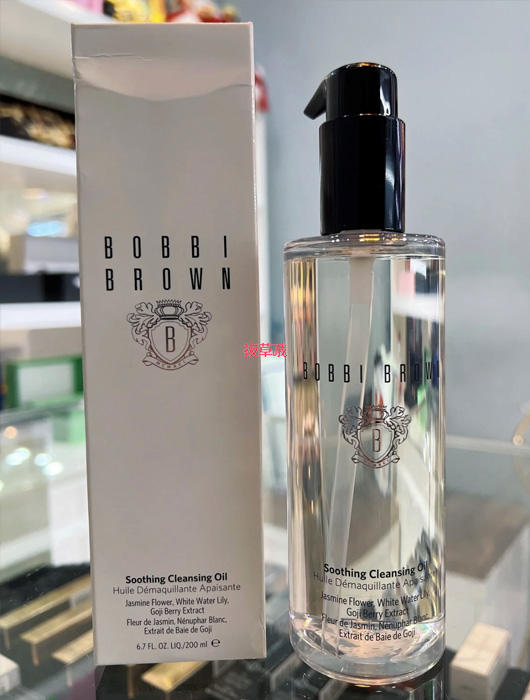 BOBBI
BROWN
B
Soothing Cleansing Oil
Huile Démaquillante Apaisante
Jasmine Flower, White Water Lily,
Goji Berry Extract
Fleur de Jasmin, Nénuphar Blanc,
Extrait de Baie de Goji
6.7 FL. OZ. LIQ./200 ml ℮
BOBBI BROWN
B
Soothing Cleansing Oil
Huile Démaquillante Apaisa
Jasmine Flower, White Water Lily,
Goji Berry Extract
Fleur de Jasmin, Nénuphar Blanc,
Extrait de Baie de Goji